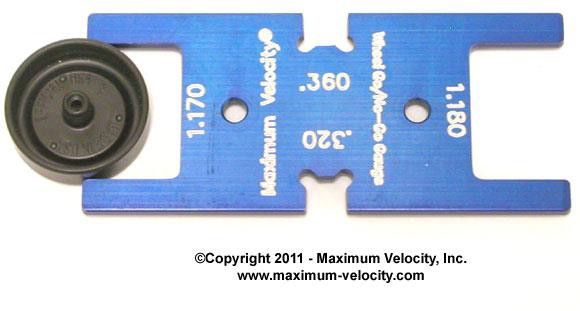 1.170
Maximum Velocity®
.360
.320
Wheel Go/No-Go Gauge
1.180
©Copyright 2011 - Maximum Velocity, Inc.
www.maximum-velocity.com